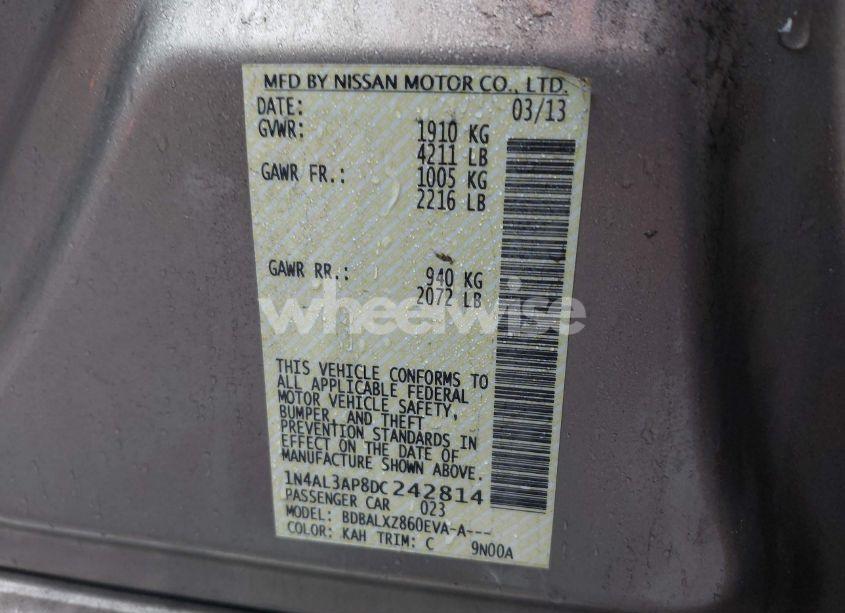 MFD BY NISSAN MOTOR CO., LTD.
DATE: 03/13
GVWR: 1910 KG
4211 LB
GAWR FR.: 1005 KG
2216 LB
GAWR RR.: 940 KG
2072 LB
wheelwise
THIS VEHICLE CONFORMS TO
ALL APPLICABLE FEDERAL
MOTOR VEHICLE SAFETY,
BUMPER, AND THEFT
PREVENTION STANDARDS IN
EFFECT ON THE DATE OF
MANUFACTURE SHOWN ABOVE.
1N4AL3AP8DC242814
PASSENGER CAR 023
MODEL: BDBALXZ860EVA-A---
COLOR: KAH TRIM: C 9N00A